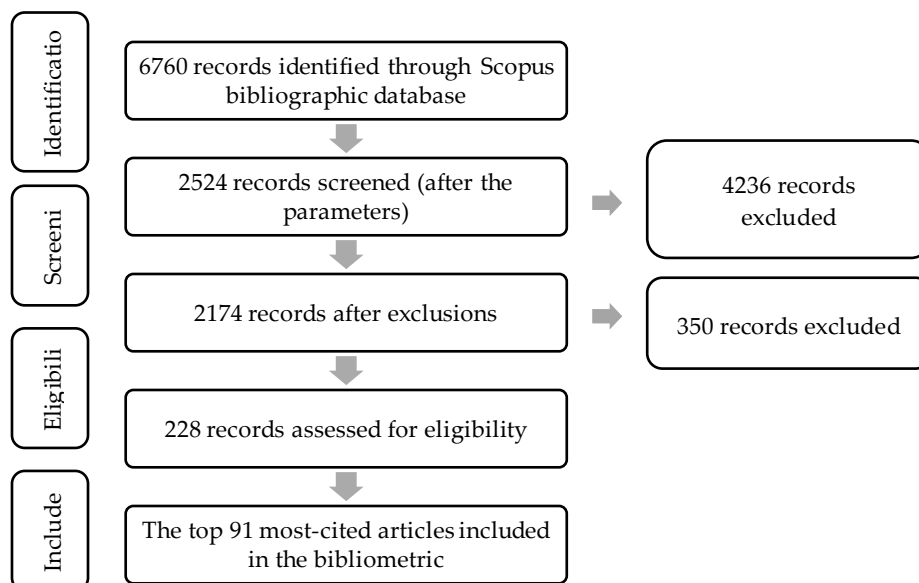 Identificatio
6760 records identified through Scopus
bibliographic database
2524 records screened (after the
parameters)
4236 records
excluded
Screeni
2174 records after exclusions
350 records excluded
Eligibili
228 records assessed for eligibility
Include
The top 91 most-cited articles included
in the bibliometric